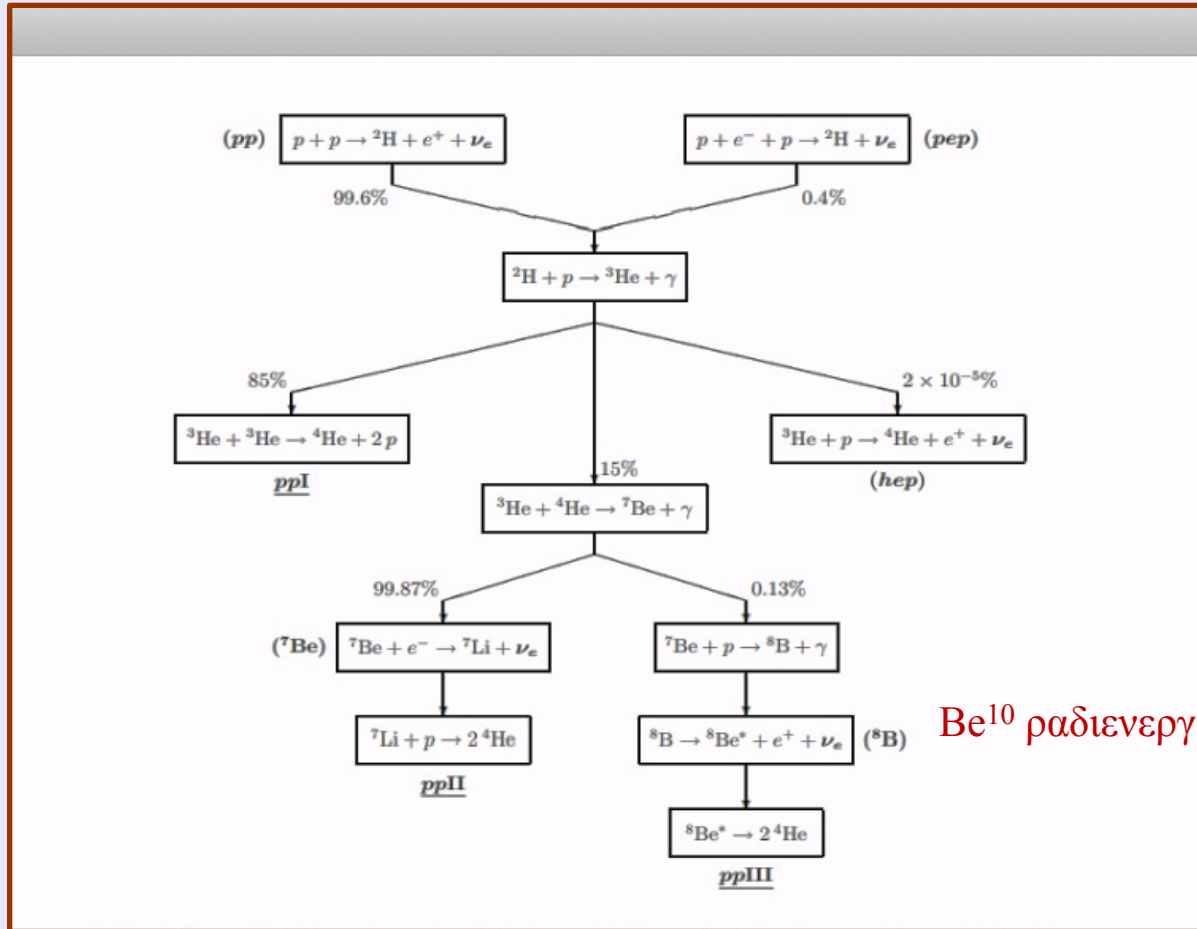 (pp) p + p → ²H + e⁺ + νₑ
p + e⁻ + p → ²H + νₑ (pep)
99.6%
0.4%
²H + p → ³He + γ
85%
2 × 10⁻⁵%
³He + ³He → ⁴He + 2 p
³He + p → ⁴He + e⁺ + νₑ
ppI
(hep)
15%
³He + ⁴He → ⁷Be + γ
99.87%
0.13%
(⁷Be) ⁷Be + e⁻ → ⁷Li + νₑ
⁷Be + p → ⁸B + γ
⁷Li + p → 2 ⁴He
⁸B → ⁸Be* + e⁺ + νₑ (⁸B)
Be¹⁰ ραδιενεργ
ppII
⁸Be* → 2 ⁴He
ppIII